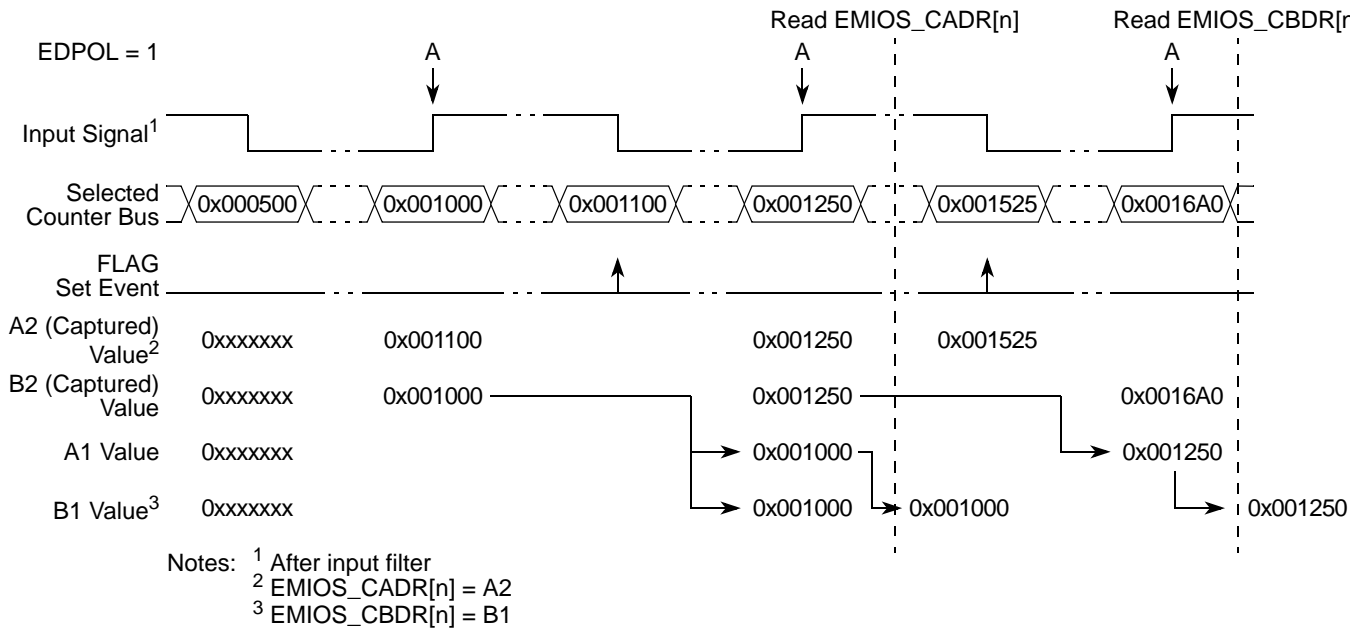 Read EMIOS_CADR[n] Read EMIOS_CBDR[n
EDPOL = 1 A A A
Input Signal1
Selected
Counter Bus
0x000500 0x001000 0x001100 0x001250 0x001525 0x0016A0
FLAG
Set Event
A2 (Captured)
Value2
0xxxxxxx 0x001100 0x001250 0x001525
B2 (Captured)
Value
0xxxxxxx 0x001000 0x001250 0x0016A0
A1 Value 0xxxxxxx 0x001000 0x001250
B1 Value3 0xxxxxxx 0x001000 0x001000 0x001250
Notes: 1 After input filter
2 EMIOS_CADR[n] = A2
3 EMIOS_CBDR[n] = B1